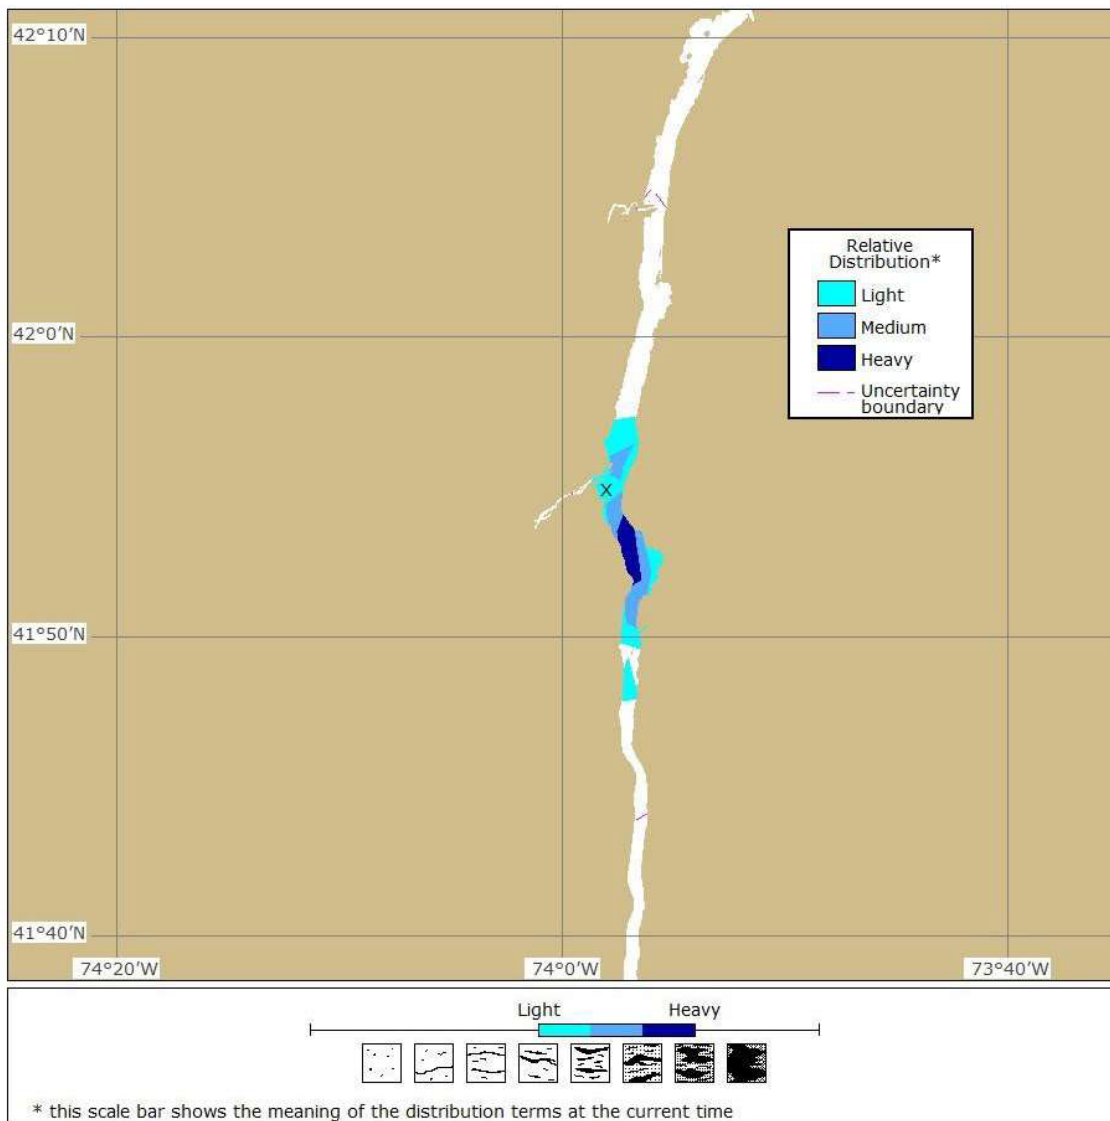 42°10'N
42°0'N
41°50'N
41°40'N
74°20'W
74°0'W
73°40'W
Relative
Distribution*
Light
Medium
Heavy
Uncertainty
boundary
X
Light
Heavy
* this scale bar shows the meaning of the distribution terms at the current time